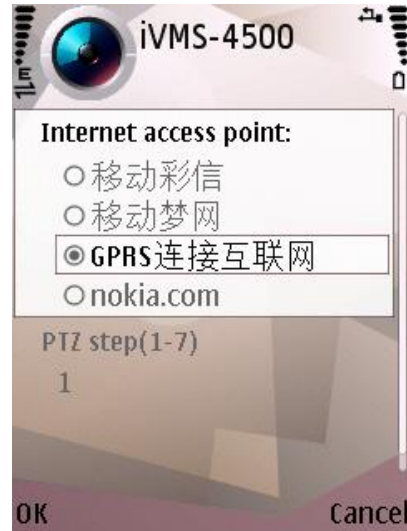 iVMS-4500
E
Internet access point:
移动彩信
移动梦网
GPRS连接互联网
nokia.com
PTZ step(1-7)
1
OK
Cancel